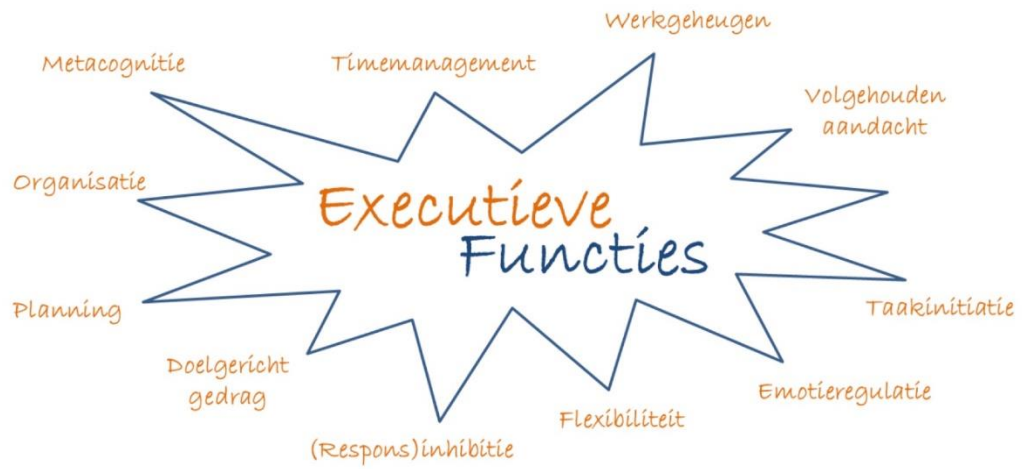 Werkgeheugen
Metacognitie
Timemanagement
Volgehouden
aandacht
Organisatie
Executieve
Functies
Planning
Taakinitiatie
Doelgericht
gedrag
Emotieregulatie
Flexibiliteit
(Respons)inhibitie